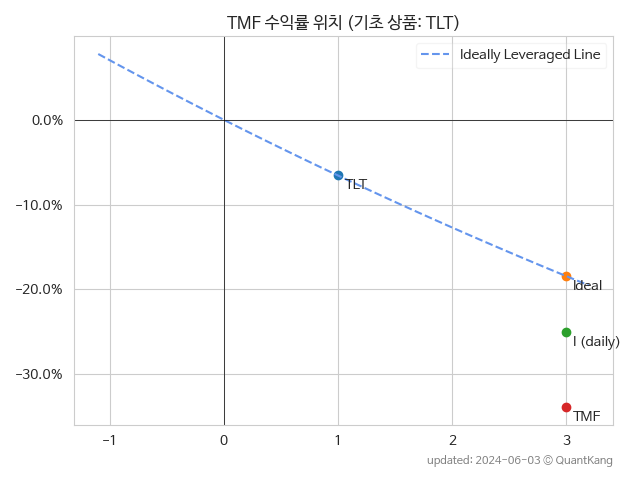 TMF 수익률 위치 (기초 상품: TLT)
Ideally Leveraged Line
0.0%
TLT
−10.0%
−20.0%
Ideal
I (daily)
−30.0%
TMF
−1 0 1 2 3
updated: 2024-06-03 © QuantKang